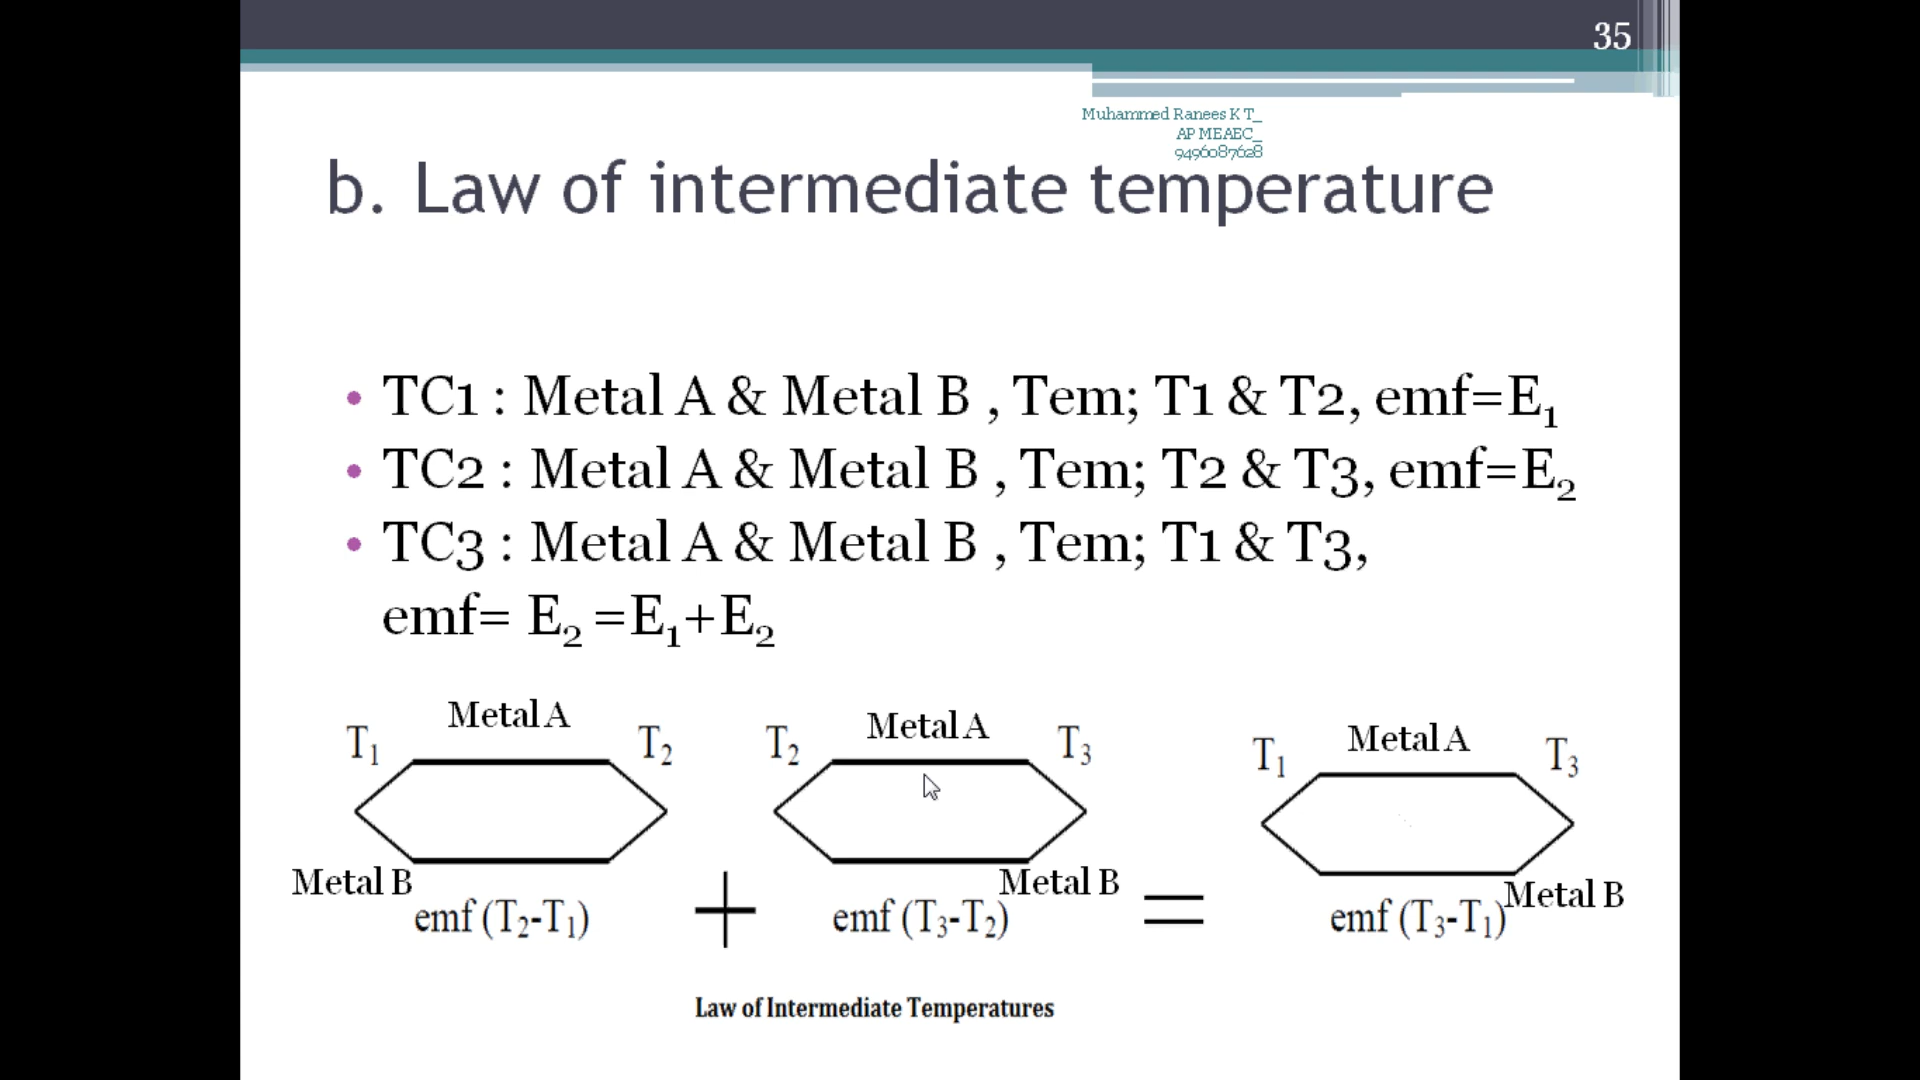 35
Muhammed Ranees K T_
AP MEAEC_
9496087628
b. Law of intermediate temperature
• TC1 : Metal A & Metal B , Tem; T1 & T2, emf=E₁
• TC2 : Metal A & Metal B , Tem; T2 & T3, emf=E₂
• TC3 : Metal A & Metal B , Tem; T1 & T3,
emf= E₂ =E₁+E₂
T₁ Metal A T₂ T₂ Metal A T₃ T₁ Metal A T₃
Metal B Metal B Metal B
emf (T₂-T₁) + emf (T₃-T₂) = emf (T₃-T₁)
Law of Intermediate Temperatures